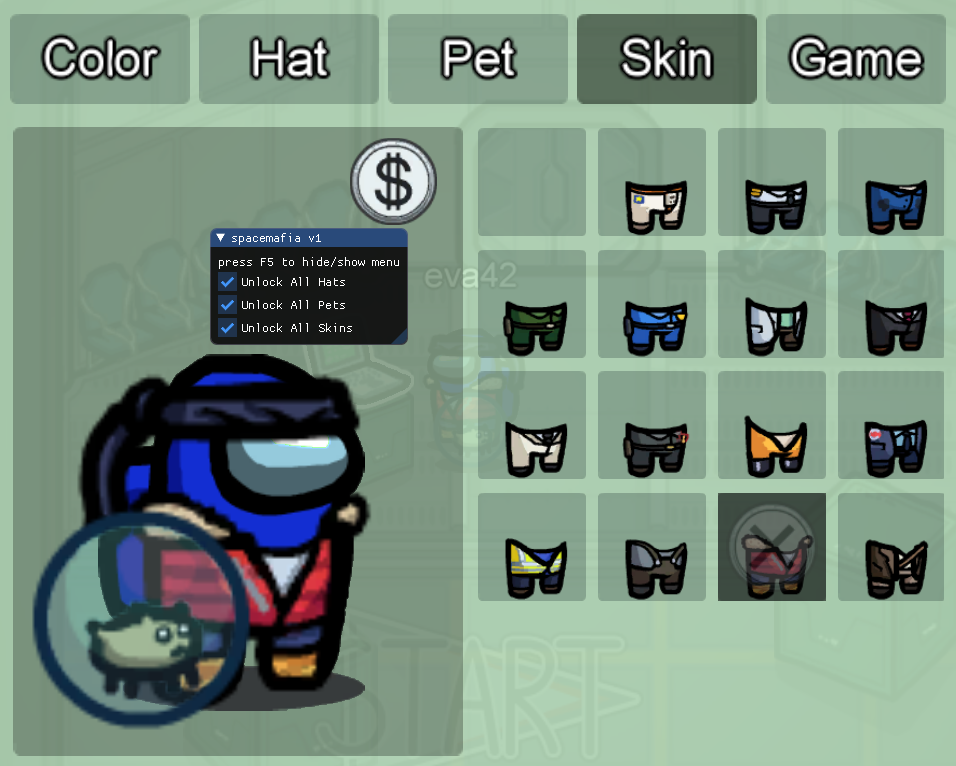 Color Hat Pet Skin Game
$
▼ spacemafia v1
press F5 to hide/show menu
Unlock All Hats
Unlock All Pets
Unlock All Skins
eva42
START